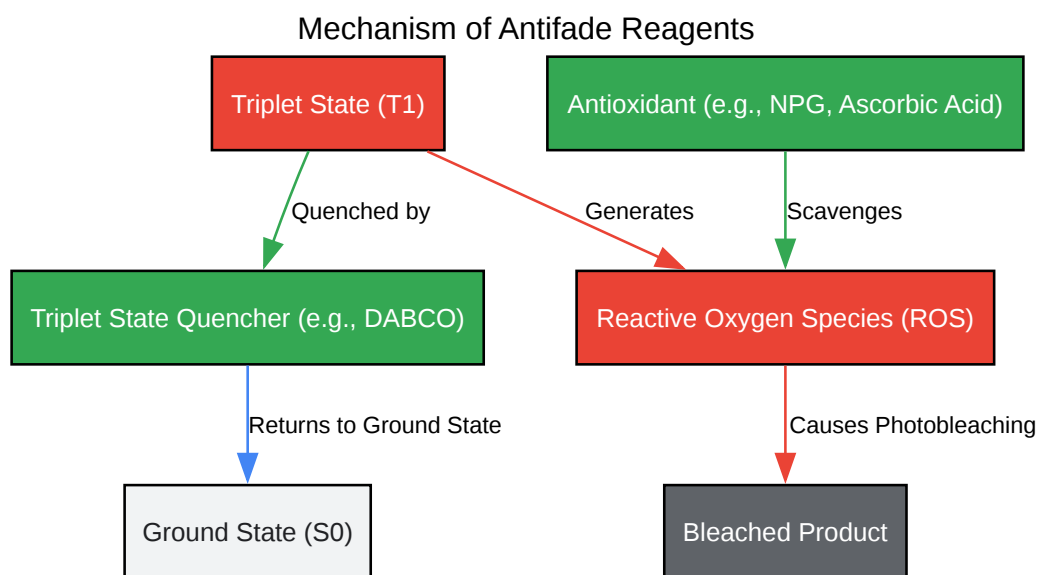 Mechanism of Antifade Reagents
Triplet State (T1)
Antioxidant (e.g., NPG, Ascorbic Acid)
Quenched by
Generates
Scavenges
Triplet State Quencher (e.g., DABCO)
Reactive Oxygen Species (ROS)
Returns to Ground State
Causes Photobleaching
Ground State (S0)
Bleached Product